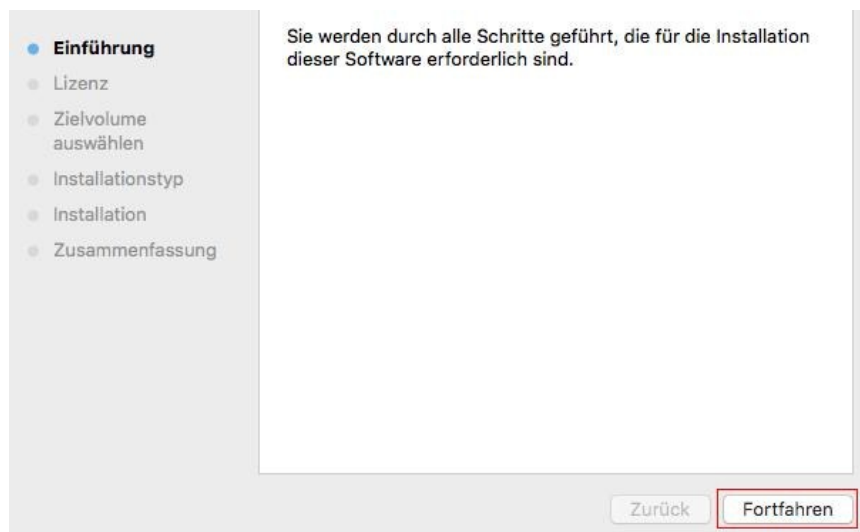 Einführung
Lizenz
Zielvolume
auswählen
Installationstyp
Installation
Zusammenfassung
Sie werden durch alle Schritte geführt, die für die Installation
dieser Software erforderlich sind.
Zurück
Fortfahren